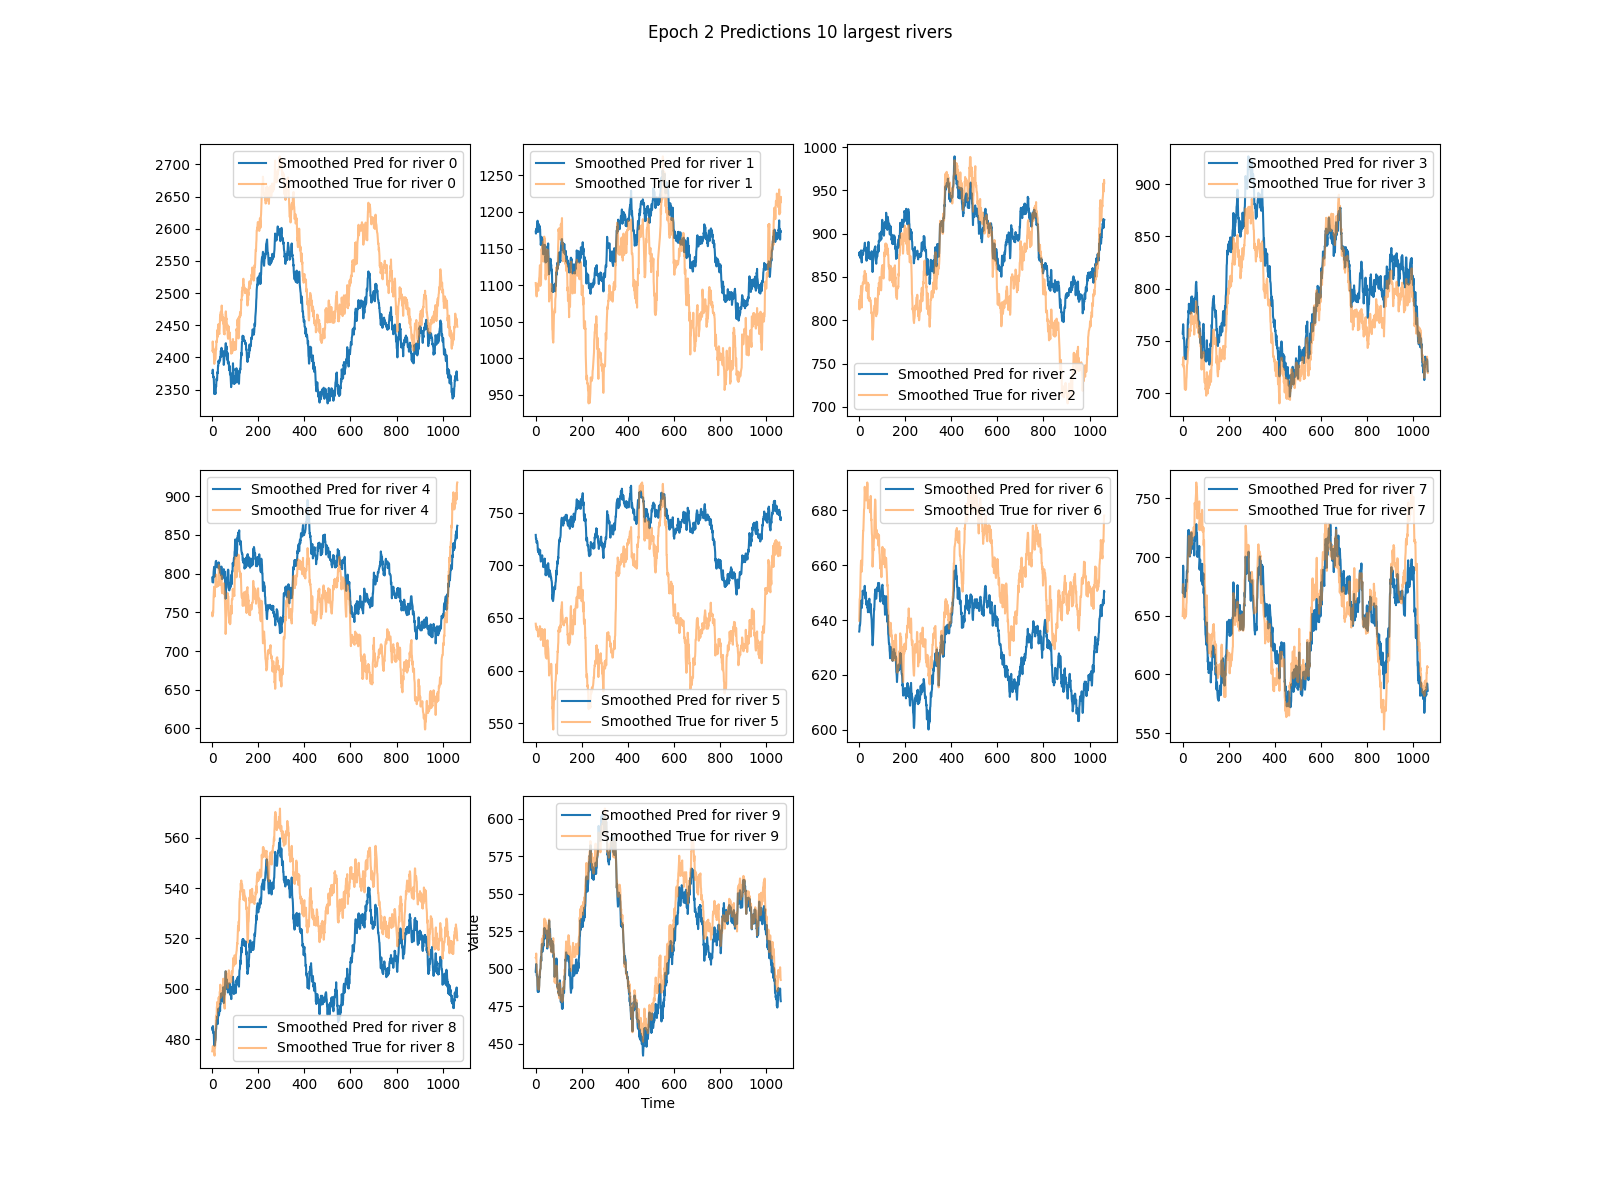 Epoch 2 Predictions 10 largest rivers
2700
2650
2600
2550
2500
2450
2400
2350
0 200 400 600 800 1000
Smoothed Pred for river 0
Smoothed True for river 0
1250
1200
1150
1100
1050
1000
950
0 200 400 600 800 1000
Smoothed Pred for river 1
Smoothed True for river 1
1000
950
900
850
800
750
700
0 200 400 600 800 1000
Smoothed Pred for river 2
Smoothed True for river 2
900
850
800
750
700
0 200 400 600 800 1000
Smoothed Pred for river 3
Smoothed True for river 3
900
850
800
750
700
650
600
0 200 400 600 800 1000
Smoothed Pred for river 4
Smoothed True for river 4
750
700
650
600
550
0 200 400 600 800 1000
Smoothed Pred for river 5
Smoothed True for river 5
680
660
640
620
600
0 200 400 600 800 1000
Smoothed Pred for river 6
Smoothed True for river 6
750
700
650
600
550
0 200 400 600 800 1000
Smoothed Pred for river 7
Smoothed True for river 7
560
540
520
500
480
0 200 400 600 800 1000
Smoothed Pred for river 8
Smoothed True for river 8
Value
600
575
550
525
500
475
450
0 200 400 600 800 1000
Time
Smoothed Pred for river 9
Smoothed True for river 9